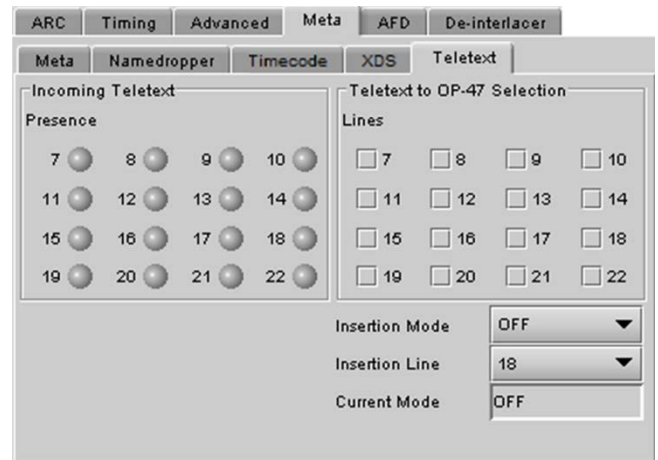 ARC Timing Advanced Meta AFD De-interlacer
Meta Namedropper Timecode XDS Teletext
Incoming Teletext
Presence
7 8 9 10
11 12 13 14
15 16 17 18
19 20 21 22
Teletext to OP-47 Selection
Lines
7 8 9 10
11 12 13 14
15 16 17 18
19 20 21 22
Insertion Mode OFF
Insertion Line 18
Current Mode OFF